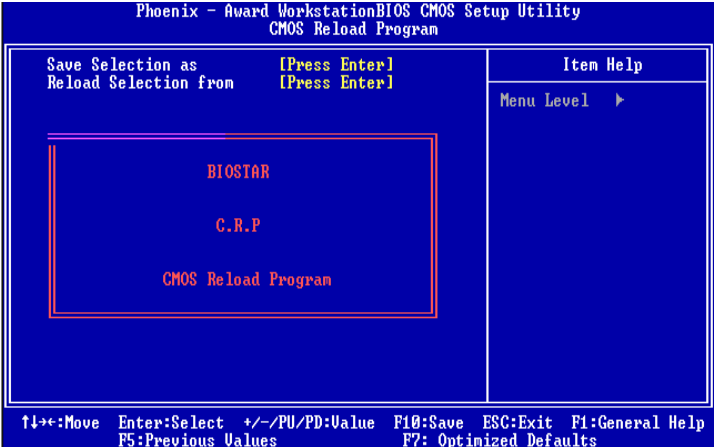 Phoenix - Award WorkstationBIOS CMOS Setup Utility
CMOS Reload Program
Save Selection as [Press Enter]
Reload Selection from [Press Enter]
Item Help
Menu Level ▶
BIOSTAR
C.R.P
CMOS Reload Program
↑↓→←:Move Enter:Select +/-/PU/PD:Value F10:Save ESC:Exit F1:General Help
F5:Previous Values F7: Optimized Defaults